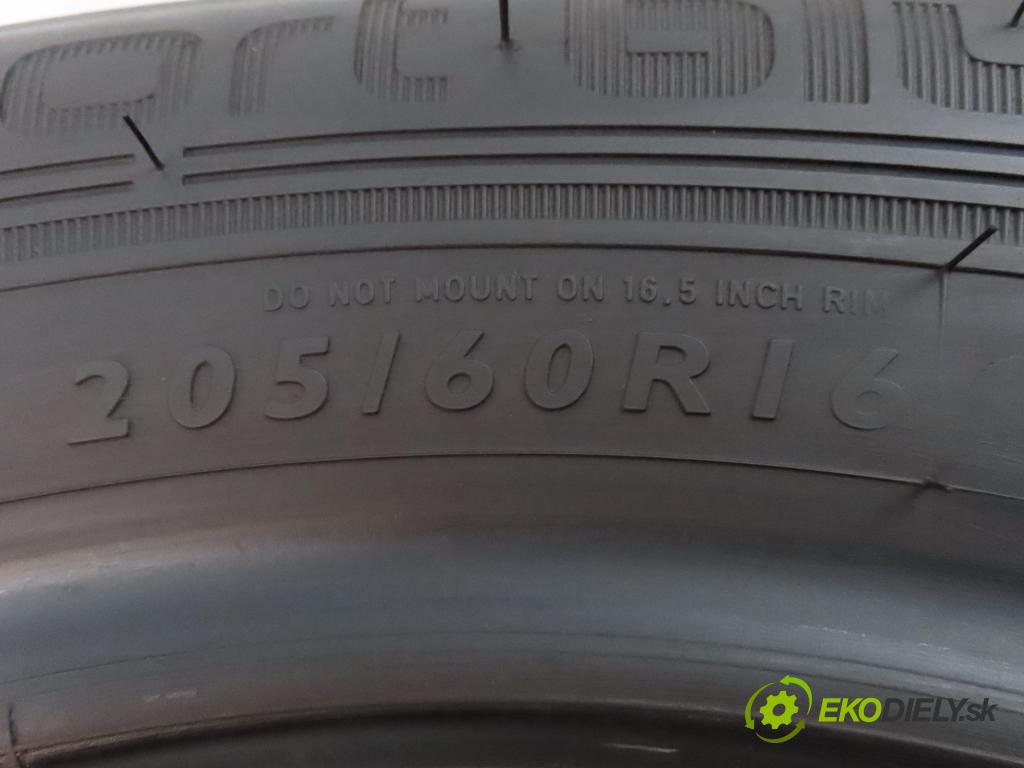 DO NOT MOUNT ON 16,5 INCH RIM
205/60R16
EKODIELY.sk